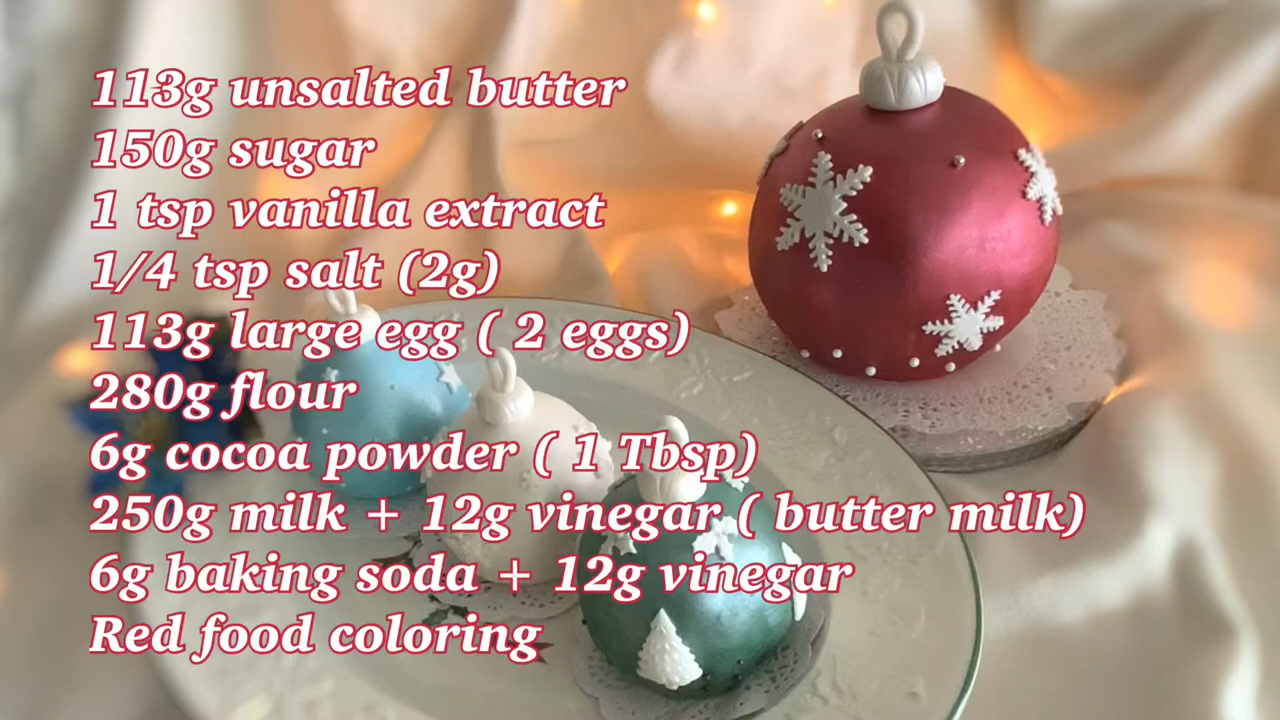 113g unsalted butter
150g sugar
1 tsp vanilla extract
1/4 tsp salt (2g)
113g large egg ( 2 eggs)
280g flour
6g cocoa powder ( 1 Tbsp)
250g milk + 12g vinegar ( butter milk)
6g baking soda + 12g vinegar
Red food coloring